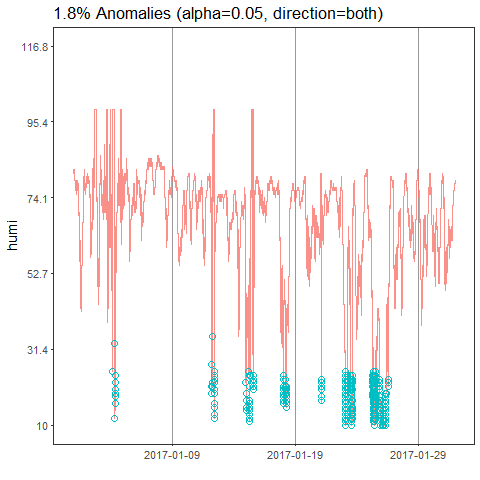 1.8% Anomalies (alpha=0.05, direction=both)
116.8
95.4
74.1
52.7
31.4
10
humi
2017-01-09 2017-01-19 2017-01-29